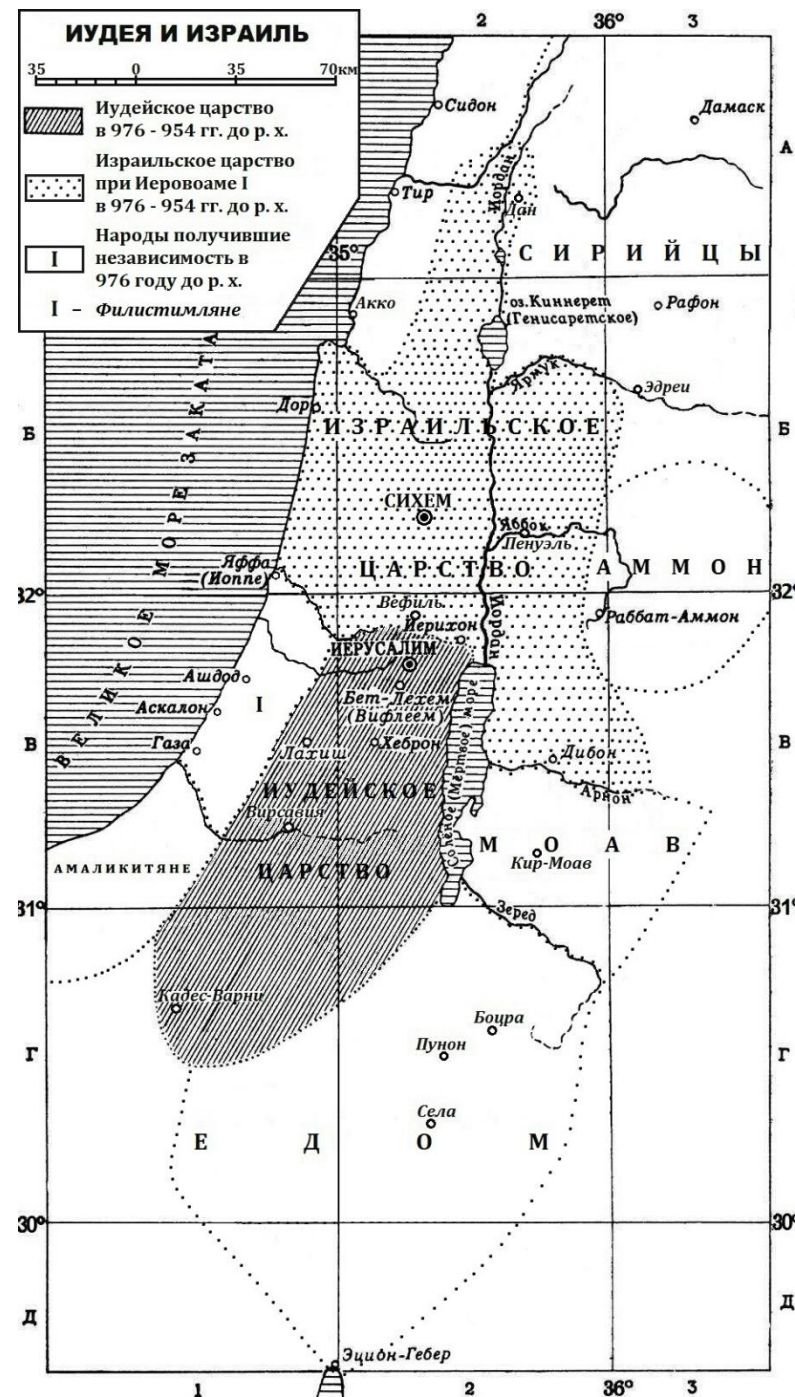 ИУДЕЯ И ИЗРАИЛЬ
35 0 35 70км
Иудейское царство
в 976 - 954 гг. до р. х.
Израильское царство
при Иеровоаме I
в 976 - 954 гг. до р. х.
I
Народы получившие
независимость в
976 году до р. х.
I – Филистимляне
2
36°
3
Сидон
Дамаск
А
Тир
Иордан
Дан
35°
СИРИЙЦЫ
Акко
оз. Киннерет
(Генисаретское)
Рафон
ВЕЛИКОЕ МОРЕ ЗАКАТА
Ярмук
Эдреи
Дор
Б
ИЗРАИЛЬСКОЕ
Б
СИХЕМ
Яббок
Пенуэль
Яффа
(Иоппе)
ЦАРСТВО
АММОН
32°
32°
Вефиль
Иордан
Раббат-Аммон
Иерихон
ИЕРУСАЛИМ
Ашдод
Бет-Лехем
(Вифлеем)
Аскалон
I
Соленое (Мертвое) море
В
Газа
Лахиш
Хеброн
Дибон
В
ИУДЕЙСКОЕ
Арнон
Вирсавия
МОАВ
Кир-Моав
АМАЛИКИТЯНЕ
ЦАРСТВО
31°
Зеред
31°
Кадес-Варни
Боцра
Г
Пунон
Г
Села
ЕДОМ
30°
30°
Д
Д
Эцион-Гебер
1
2
36°
3